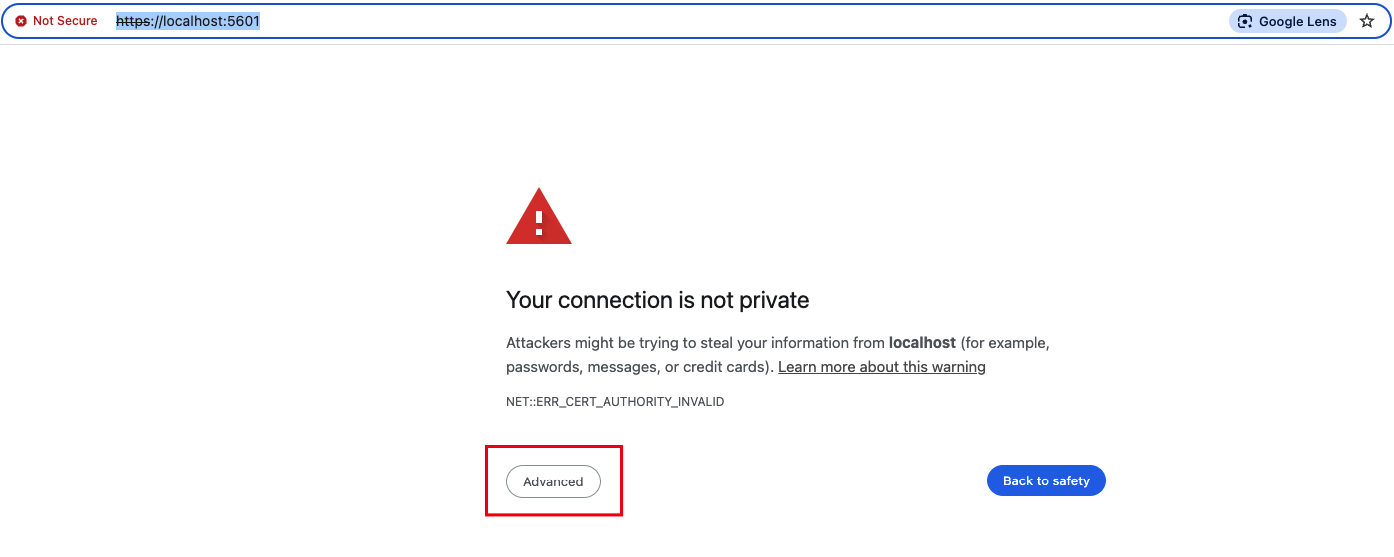 Not Secure https://localhost:5601 Google Lens
Your connection is not private
Attackers might be trying to steal your information from localhost (for example,
passwords, messages, or credit cards). Learn more about this warning
NET::ERR_CERT_AUTHORITY_INVALID
Advanced Back to safety